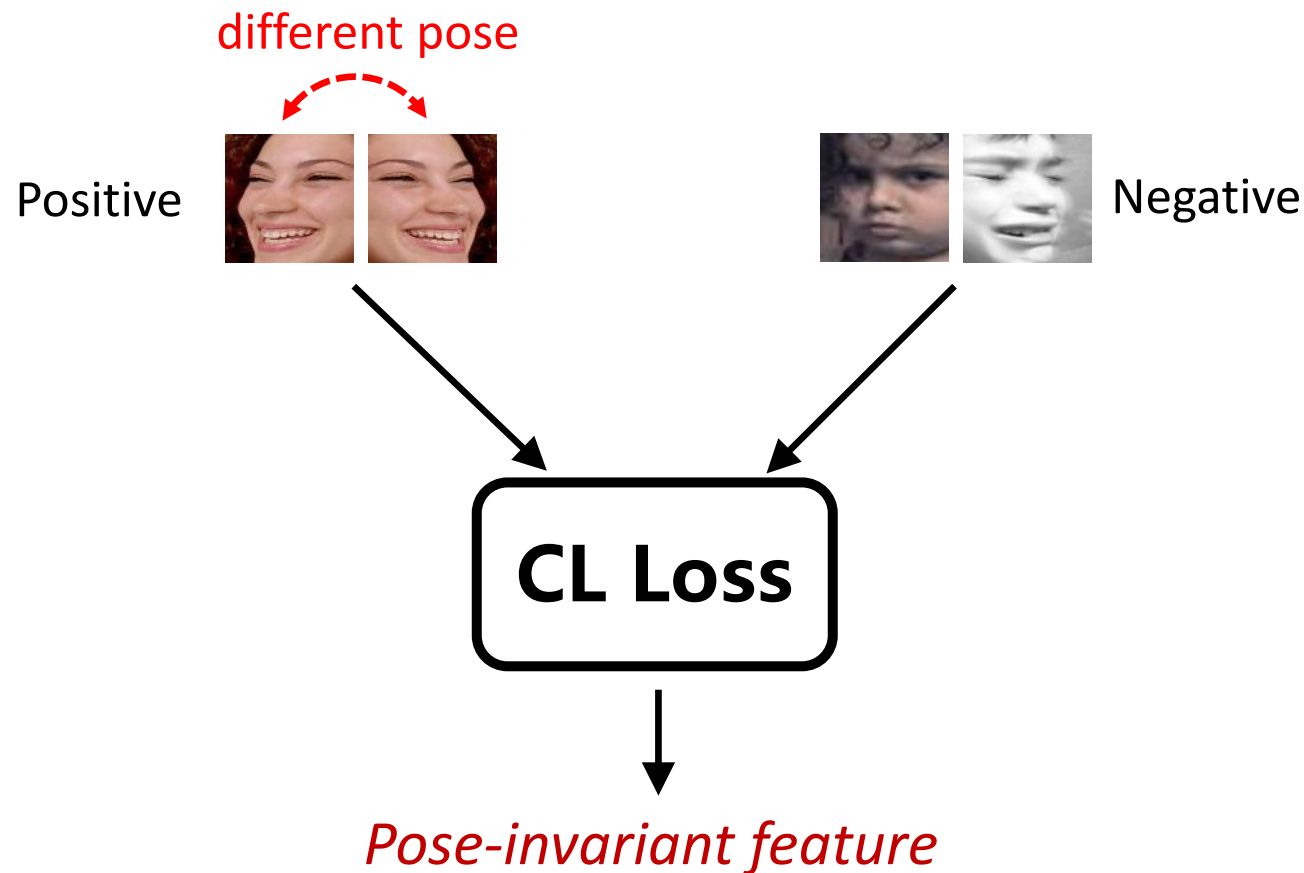 different pose
Positive
Negative
CL Loss
Pose-invariant feature